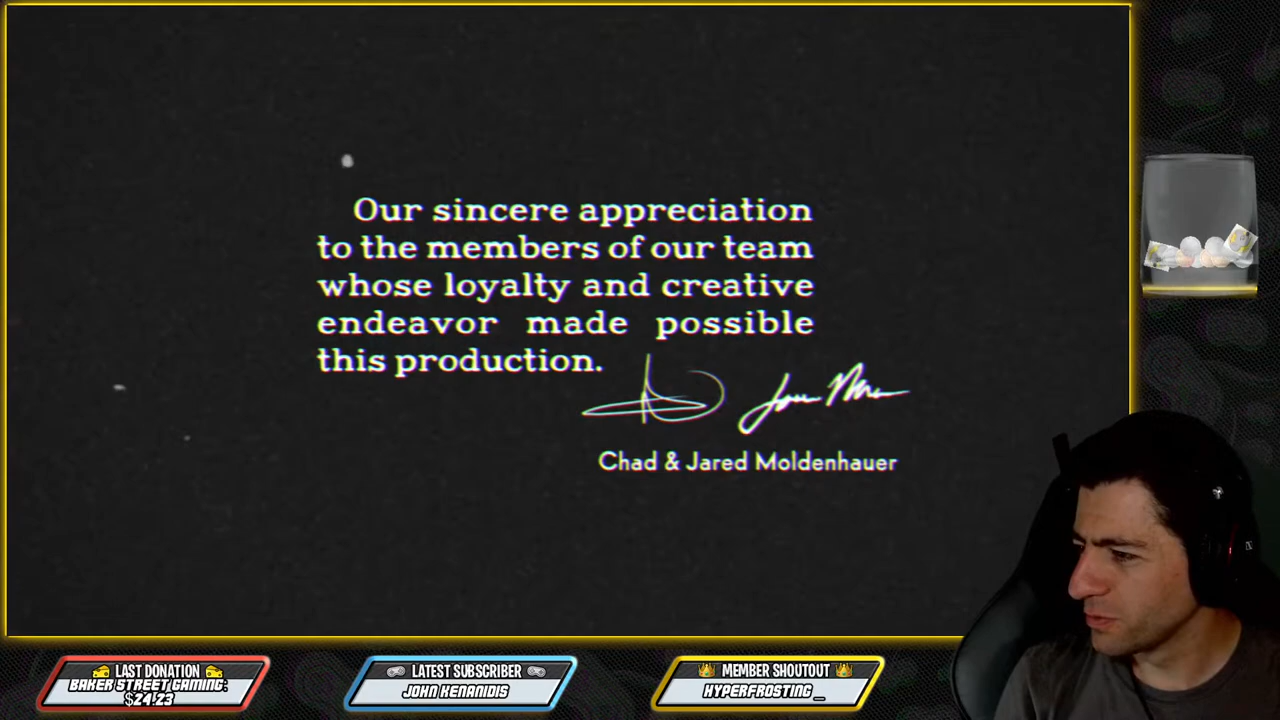 Our sincere appreciation
to the members of our team
whose loyalty and creative
endeavor made possible
this production.
Chad & Jared Moldenhauer
LAST DONATION
BAKER STREET GAMING:
$24.23
LATEST SUBSCRIBER
JOHN KENANIDIS
MEMBER SHOUTOUT
HYPERFROSTING_